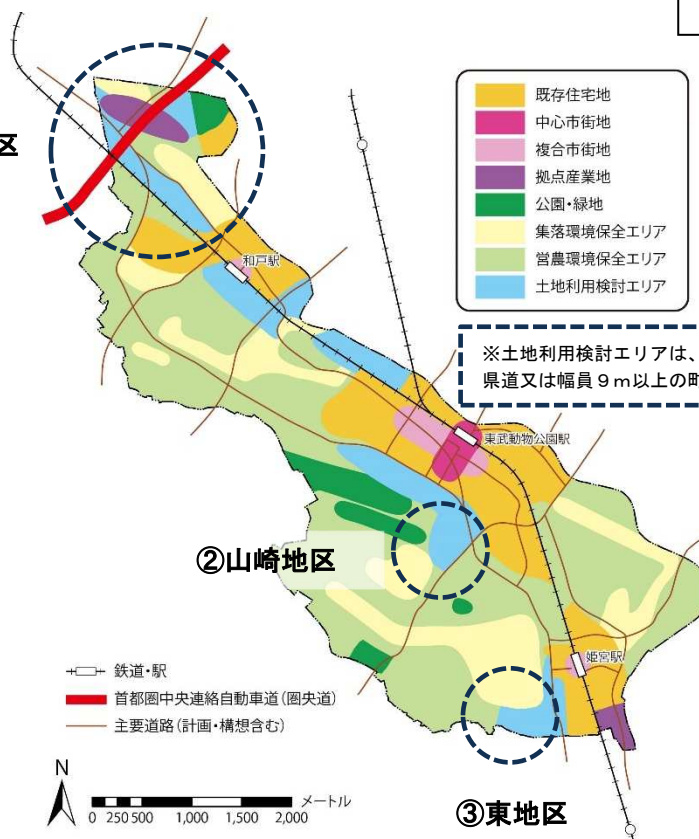 区
既存住宅地
中心市街地
複合市街地
拠点産業地
公園・緑地
集落環境保全エリア
営農環境保全エリア
土地利用検討エリア
和戸駅
※土地利用検討エリアは、
県道又は幅員9m以上の町
東武動物公園駅
②山崎地区
姫宮駅
鉄道・駅
首都圏中央連絡自動車道(圏央道)
主要道路(計画・構想含む)
N
メートル
0 250 500 1,000 1,500 2,000
③東地区